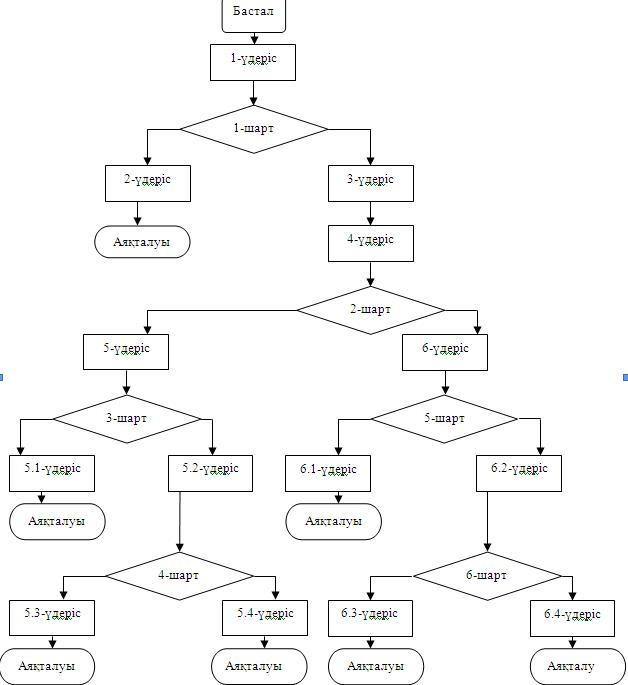 Бастал
1-үдеріс
1-шарт
2-үдеріс
3-үдеріс
Аяқталуы
4-үдеріс
2-шарт
5-үдеріс
6-үдеріс
3-шарт
5-шарт
5.1-үдеріс
5.2-үдеріс
6.1-үдеріс
6.2-үдеріс
Аяқталуы
Аяқталуы
4-шарт
6-шарт
5.3-үдеріс
5.4-үдеріс
6.3-үдеріс
6.4-үдеріс
Аяқталуы
Аяқталуы
Аяқталуы
Аяқталу